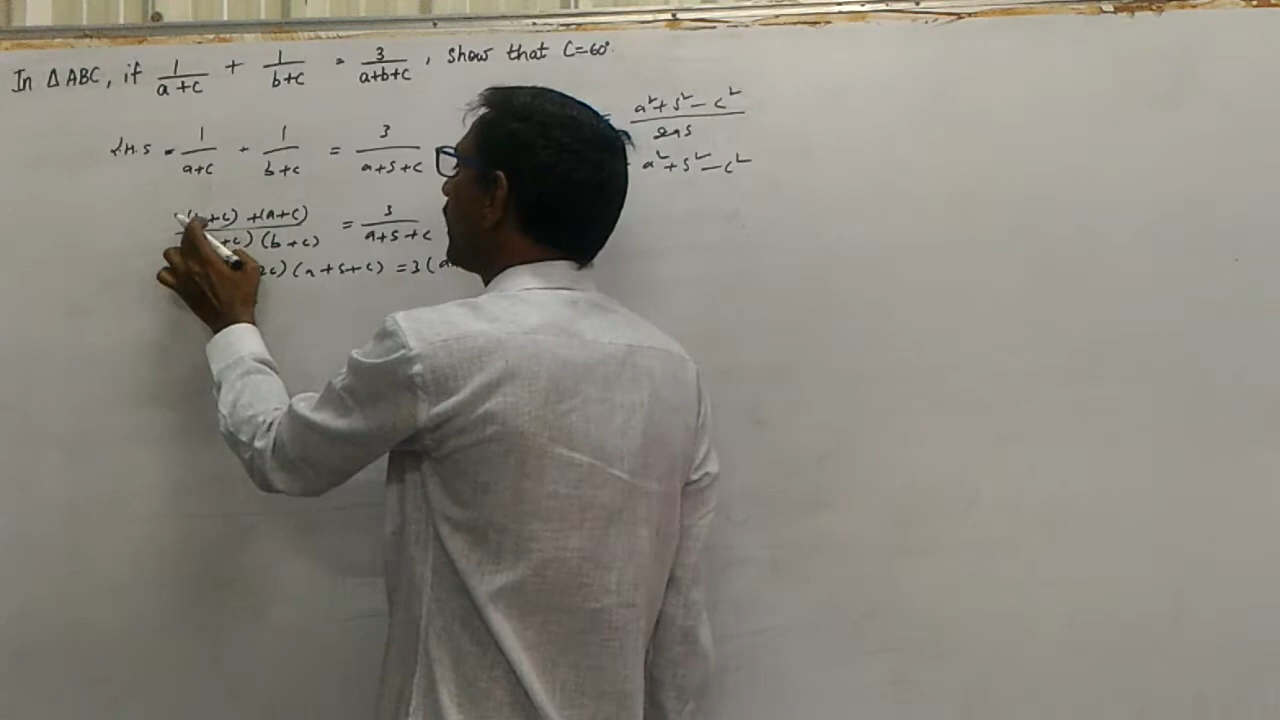 In ΔABC, if 1/(a+c) + 1/(b+c) = 3/(a+b+c), show that C=60°.
L.H.S = 1/(a+c) + 1/(b+c) = 3/(a+b+c)
+c) +(a+c) / +c) (b+c) = 3/(a+b+c)
2c) (a+b+c) = 3(a
= (a²+b²-c²)/2ab
a²+b²-c²